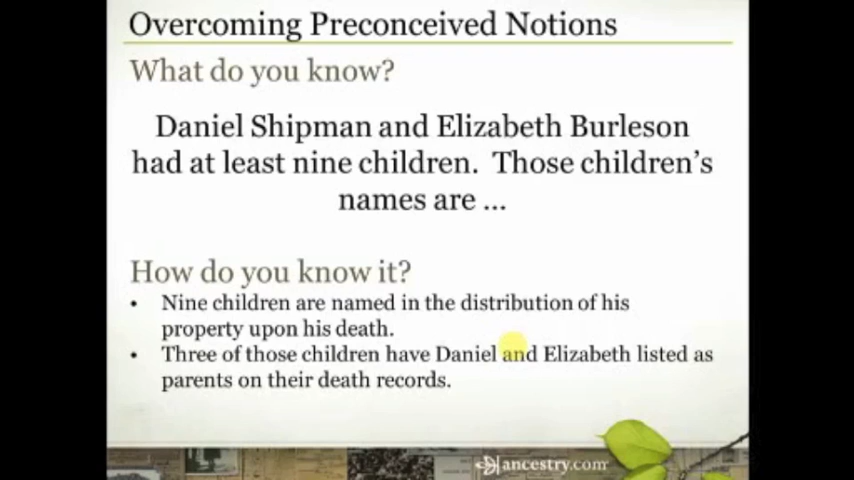 Overcoming Preconceived Notions
What do you know?
Daniel Shipman and Elizabeth Burleson
had at least nine children. Those children's
names are ...
How do you know it?
• Nine children are named in the distribution of his
property upon his death.
• Three of those children have Daniel and Elizabeth listed as
parents on their death records.
ancestry.com